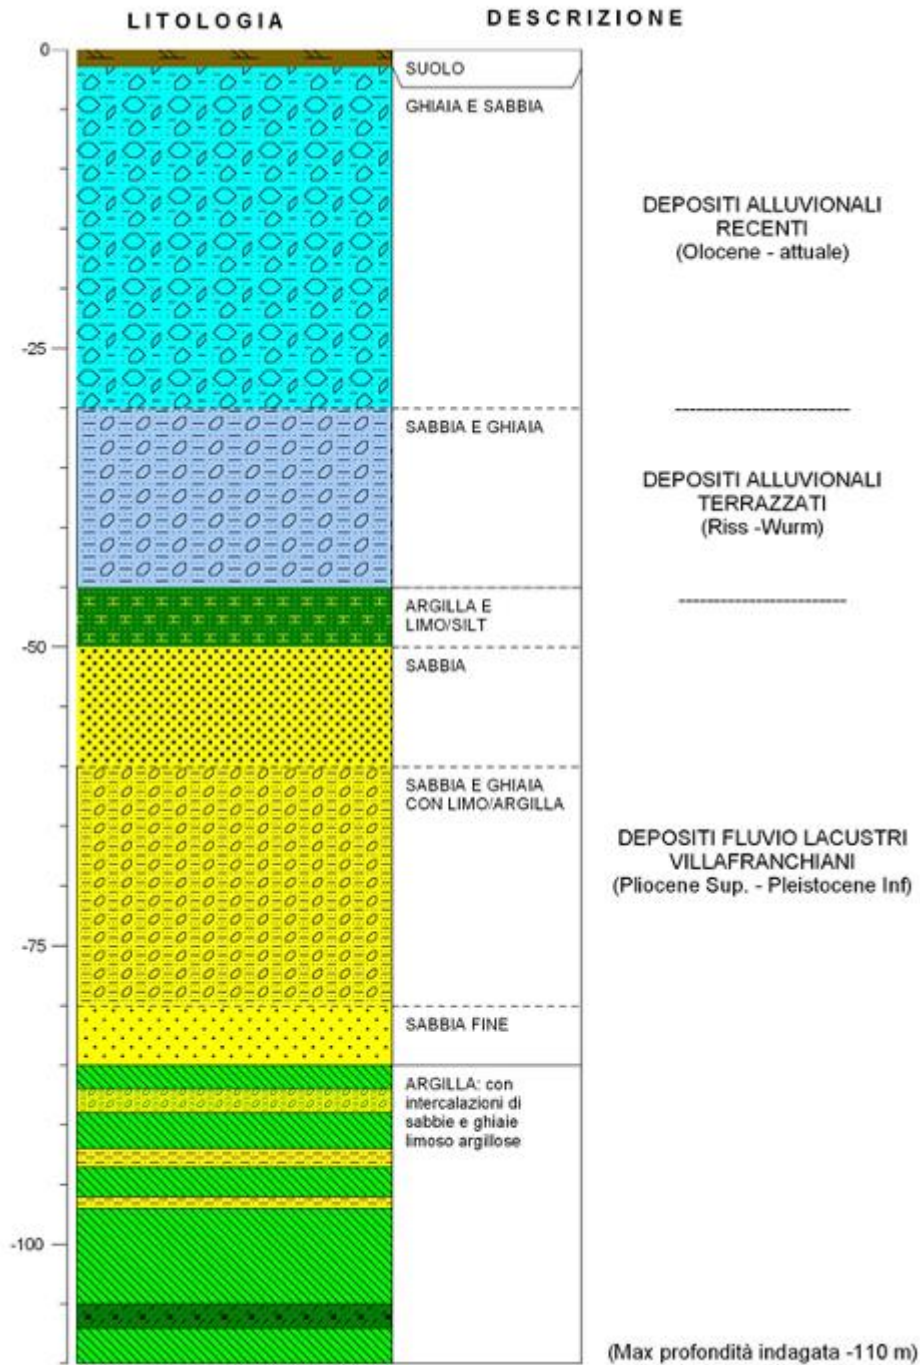 LITOLOGIA
DESCRIZIONE
0
SUOLO
GHIAIA E SABBIA
DEPOSITI ALLUVIONALI
RECENTI
(Olocene - attuale)
-25
SABBIA E GHIAIA
DEPOSITI ALLUVIONALI
TERRAZZATI
(Riss -Wurm)
ARGILLA E
LIMO/SILT
-50
SABBIA
SABBIA E GHIAIA
CON LIMO/ARGILLA
DEPOSITI FLUVIO LACUSTRI
VILLAFRANCHIANI
(Pliocene Sup. - Pleistocene Inf)
-75
SABBIA FINE
ARGILLA: con
intercalazioni di
sabbie e ghiaie
limoso argillose
-100
(Max profondità indagata -110 m)